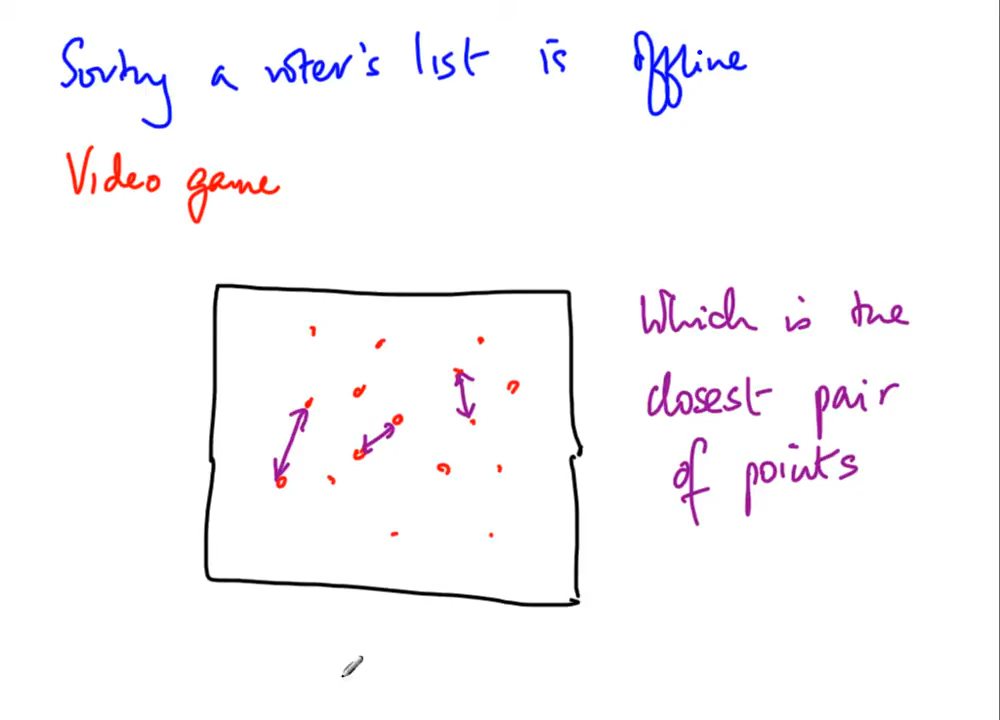 Sorting a voter's list is offline
Video game
Which is the
closest pair
of points